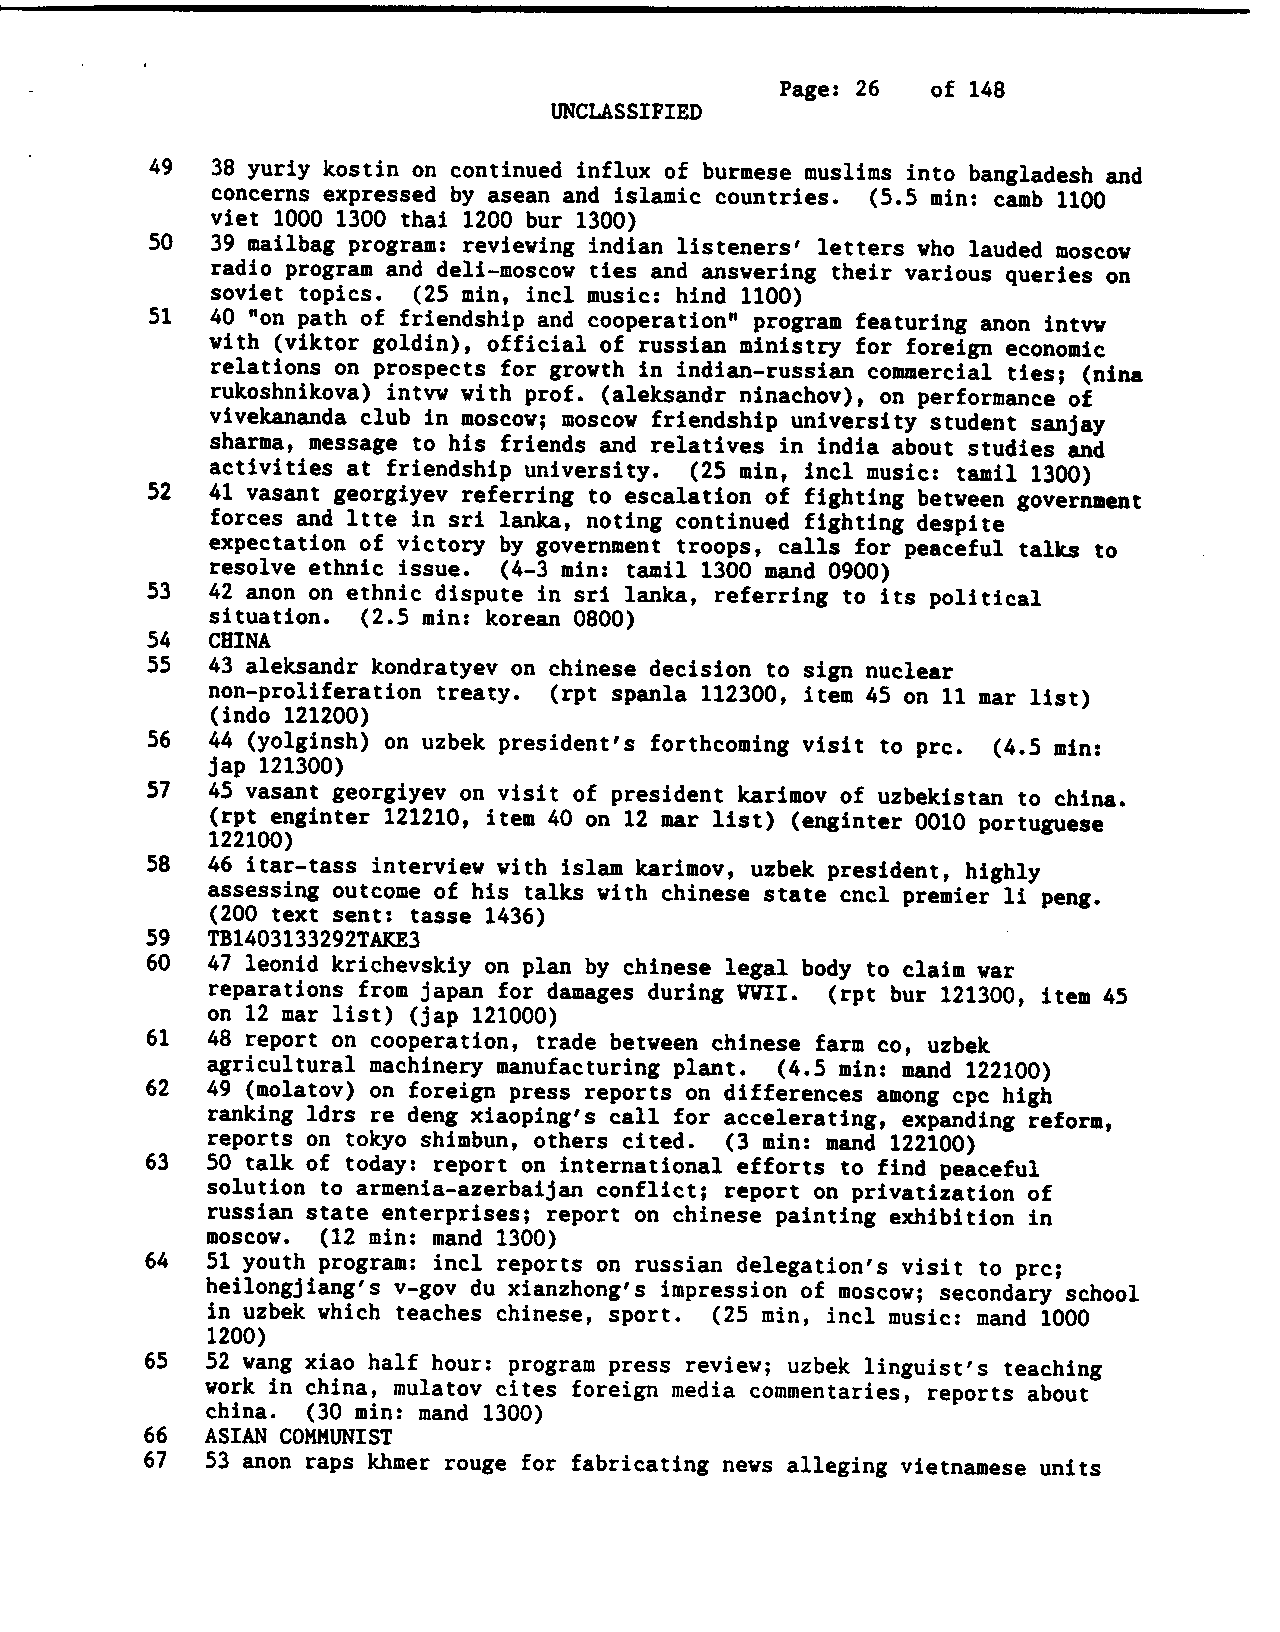 Page: 26 of 148
UNCLASSIFIED
49 38 yuriy kostin on continued influx of burmese muslims into bangladesh and
concerns expressed by asean and islamic countries. (5.5 min: camb 1100
viet 1000 1300 thai 1200 bur 1300)
50 39 mailbag program: reviewing indian listeners' letters who lauded moscow
radio program and deli-moscow ties and answering their various queries on
soviet topics. (25 min, incl music: hind 1100)
51 40 "on path of friendship and cooperation" program featuring anon intvw
with (viktor goldin), official of russian ministry for foreign economic
relations on prospects for growth in indian-russian commercial ties; (nina
rukoshnikova) intvw with prof. (aleksandr ninachov), on performance of
vivekananda club in moscow; moscow friendship university student sanjay
sharma, message to his friends and relatives in india about studies and
activities at friendship university. (25 min, incl music: tamil 1300)
52 41 vasant georgiyev referring to escalation of fighting between government
forces and ltte in sri lanka, noting continued fighting despite
expectation of victory by government troops, calls for peaceful talks to
resolve ethnic issue. (4-3 min: tamil 1300 mand 0900)
53 42 anon on ethnic dispute in sri lanka, referring to its political
situation. (2.5 min: korean 0800)
54 CHINA
55 43 aleksandr kondratyev on chinese decision to sign nuclear
non-proliferation treaty. (rpt spanla 112300, item 45 on 11 mar list)
(indo 121200)
56 44 (yolginsh) on uzbek president's forthcoming visit to prc. (4.5 min:
jap 121300)
57 45 vasant georgiyev on visit of president karimov of uzbekistan to china.
(rpt enginter 121210, item 40 on 12 mar list) (enginter 0010 portuguese
122100)
58 46 itar-tass interview with islam karimov, uzbek president, highly
assessing outcome of his talks with chinese state cncl premier li peng.
(200 text sent: tasse 1436)
59 TB1403133292TAKE3
60 47 leonid krichevskiy on plan by chinese legal body to claim war
reparations from japan for damages during WWII. (rpt bur 121300, item 45
on 12 mar list) (jap 121000)
61 48 report on cooperation, trade between chinese farm co, uzbek
agricultural machinery manufacturing plant. (4.5 min: mand 122100)
62 49 (molatov) on foreign press reports on differences among cpc high
ranking ldrs re deng xiaoping's call for accelerating, expanding reform,
reports on tokyo shimbun, others cited. (3 min: mand 122100)
63 50 talk of today: report on international efforts to find peaceful
solution to armenia-azerbaijan conflict; report on privatization of
russian state enterprises; report on chinese painting exhibition in
moscow. (12 min: mand 1300)
64 51 youth program: incl reports on russian delegation's visit to prc;
heilongjiang's v-gov du xianzhong's impression of moscow; secondary school
in uzbek which teaches chinese, sport. (25 min, incl music: mand 1000
1200)
65 52 wang xiao half hour: program press review; uzbek linguist's teaching
work in china, mulatov cites foreign media commentaries, reports about
china. (30 min: mand 1300)
66 ASIAN COMMUNIST
67 53 anon raps khmer rouge for fabricating news alleging vietnamese units